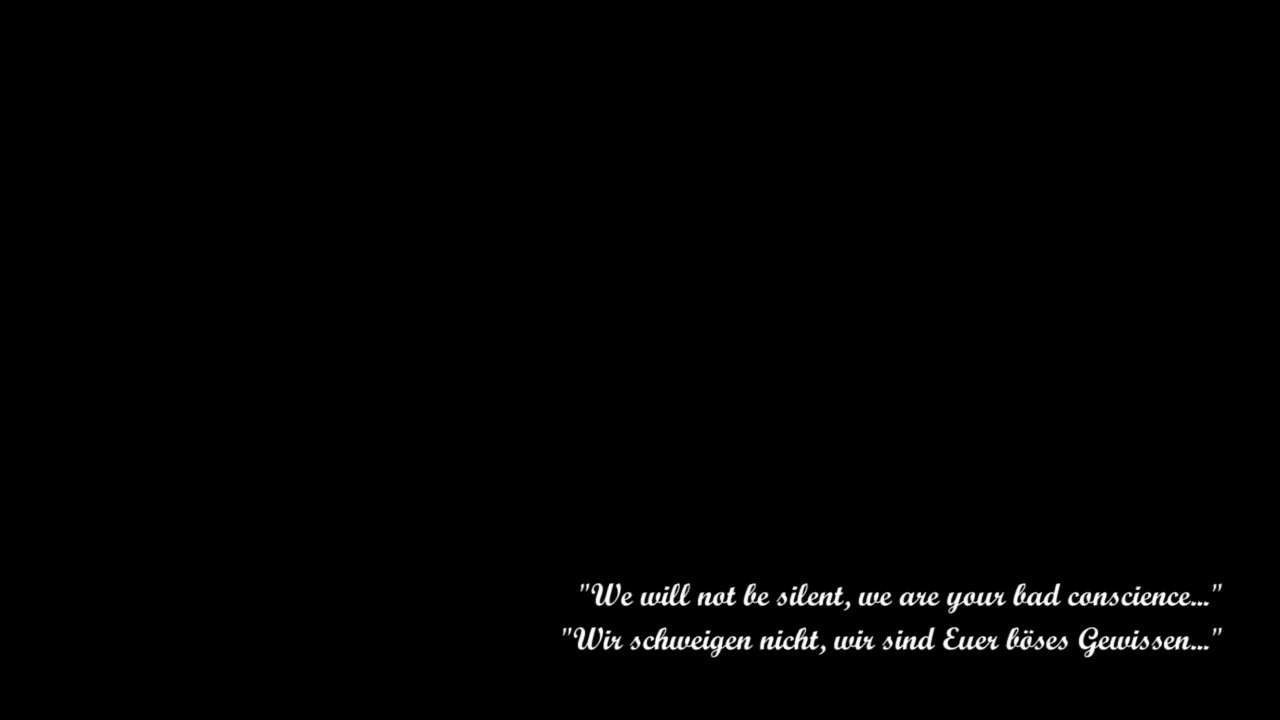 "We will not be silent, we are your bad conscience..."
"Wir schweigen nicht, wir sind Euer böses Gewissen..."